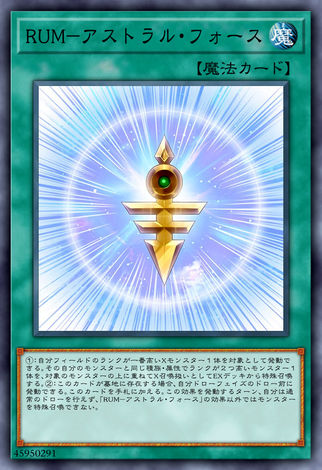 RUM－アストラル・フォース
魔
【魔法カード】
①：自分フィールドのランクが一番高いXモンスター１体を対象として発動で
きる。その自分のモンスターと同じ種族・属性でランクが２つ高いモンスター１
体を、対象のモンスターの上に重ねてX召喚扱いとしてEXデッキから特殊召喚
する。②：このカードが墓地に存在する場合、自分ドローフェイズのドロー前に
発動できる。このカードを手札に加える。この効果を発動するターン、自分は通
常のドローを行えず、「RUM－アストラル・フォース」の効果以外ではモンスター
を特殊召喚できない。
45950291